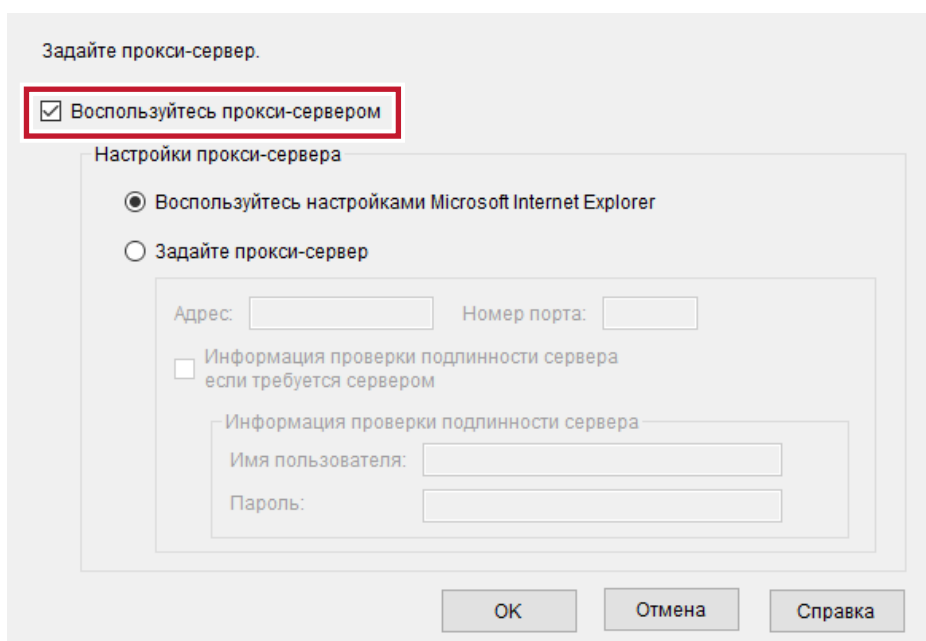 Задайте прокси-сервер.
Воспользуйтесь прокси-сервером
Настройки прокси-сервера
Воспользуйтесь настройками Microsoft Internet Explorer
Задайте прокси-сервер
Адрес: Номер порта:
Информация проверки подлинности сервера
если требуется сервером
Информация проверки подлинности сервера
Имя пользователя:
Пароль:
OK Отмена Справка